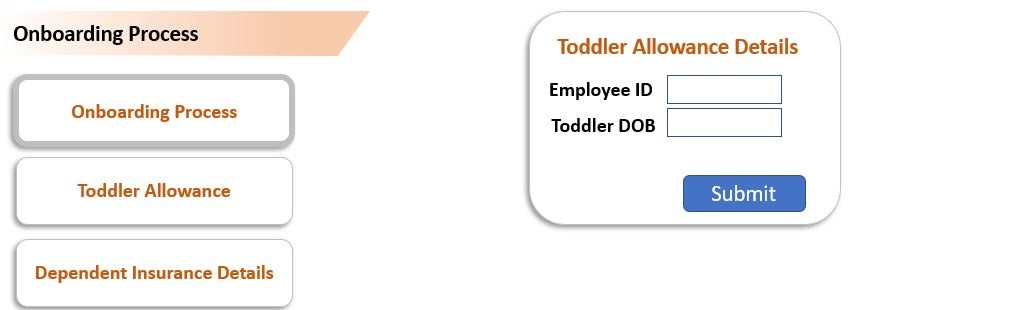 Onboarding Process
Onboarding Process
Toddler Allowance
Dependent Insurance Details
Toddler Allowance Details
Employee ID
Toddler DOB
Submit